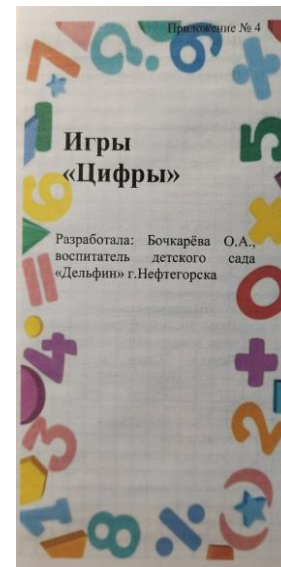 Приложение № 4
Игры
«Цифры»
Разработала: Бочкарёва О.А.,
воспитатель детского сада
«Дельфин» г.Нефтегорска